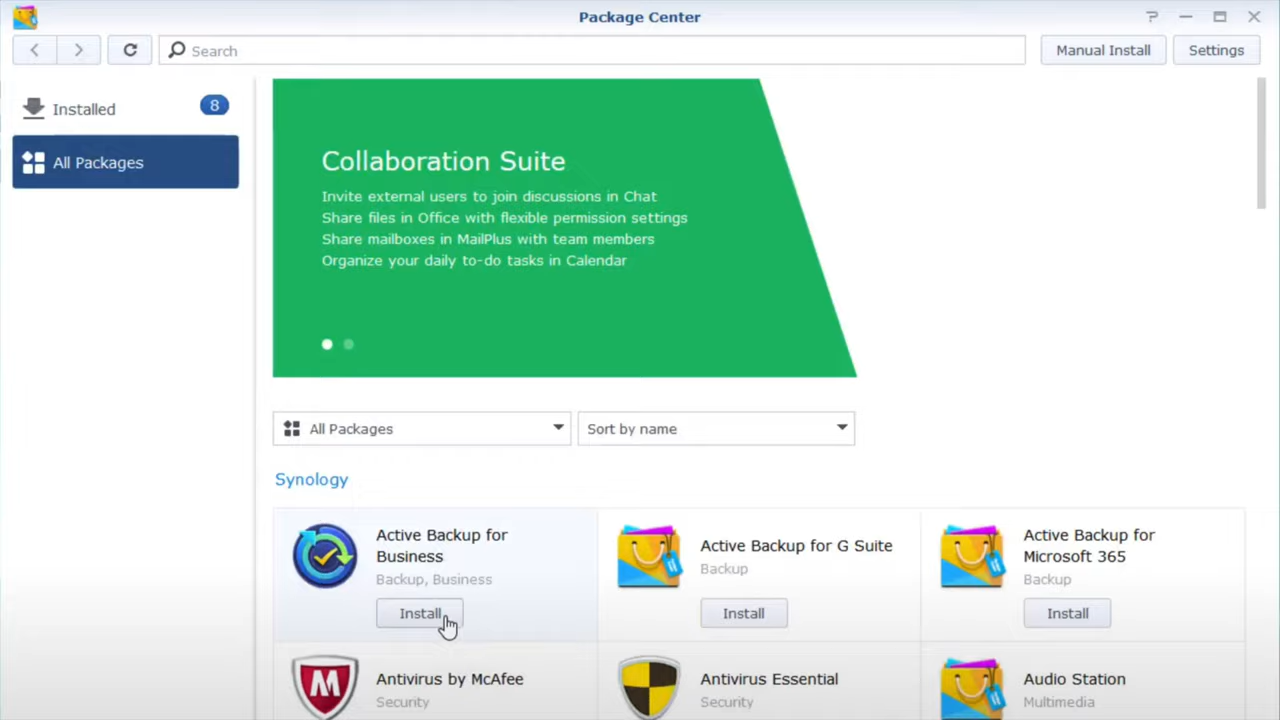 Package Center
Search
Manual Install
Settings
Installed
8
All Packages
Collaboration Suite
Invite external users to join discussions in Chat
Share files in Office with flexible permission settings
Share mailboxes in MailPlus with team members
Organize your daily to-do tasks in Calendar
All Packages
Sort by name
Synology
Active Backup for
Business
Backup, Business
Install
Active Backup for G Suite
Backup
Install
Active Backup for
Microsoft 365
Backup
Install
Antivirus by McAfee
Security
Antivirus Essential
Security
Audio Station
Multimedia